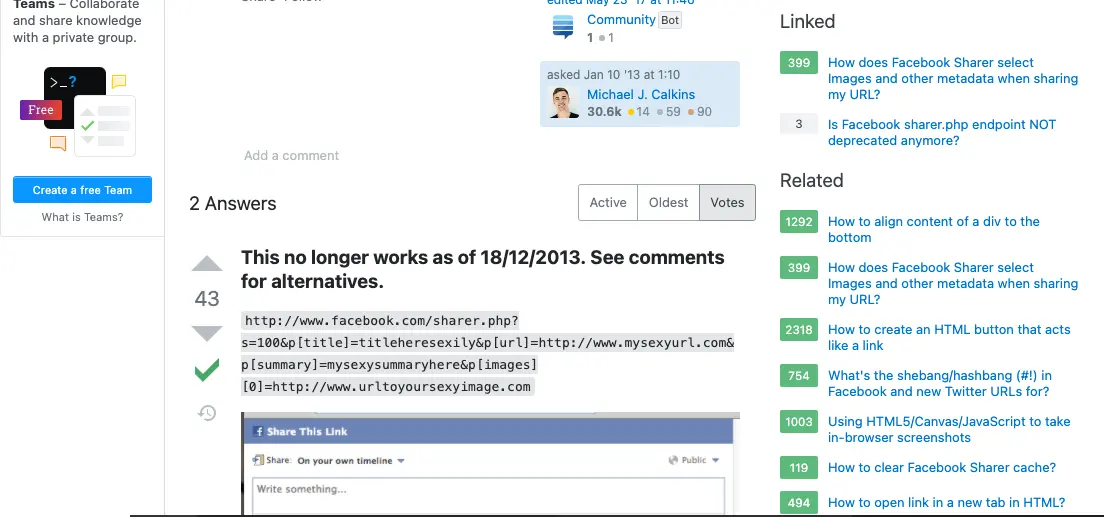 Teams – Collaborate
and share knowledge
with a private group.
>_?
Free
Create a free Team
What is Teams?
Community Bot
1 1
asked Jan 10 '13 at 1:10
Michael J. Calkins
30.6k 14 59 90
Add a comment
2 Answers
Active Oldest Votes
43
This no longer works as of 18/12/2013. See comments
for alternatives.
http://www.facebook.com/sharer.php?
s=100&p[title]=titleheresexily&p[url]=http://www.mysexyurl.com&
p[summary]=mysexysummaryhere&p[images]
[0]=http://www.urltoyoursexyimage.com
f Share This Link
Share: On your own timeline
Public
Write something...
Linked
399 How does Facebook Sharer select
Images and other metadata when sharing
my URL?
3 Is Facebook sharer.php endpoint NOT
deprecated anymore?
Related
1292 How to align content of a div to the
bottom
399 How does Facebook Sharer select
Images and other metadata when sharing
my URL?
2318 How to create an HTML button that acts
like a link
754 What's the shebang/hashbang (#!) in
Facebook and new Twitter URLs for?
1003 Using HTML5/Canvas/JavaScript to take
in-browser screenshots
119 How to clear Facebook Sharer cache?
494 How to open link in a new tab in HTML?